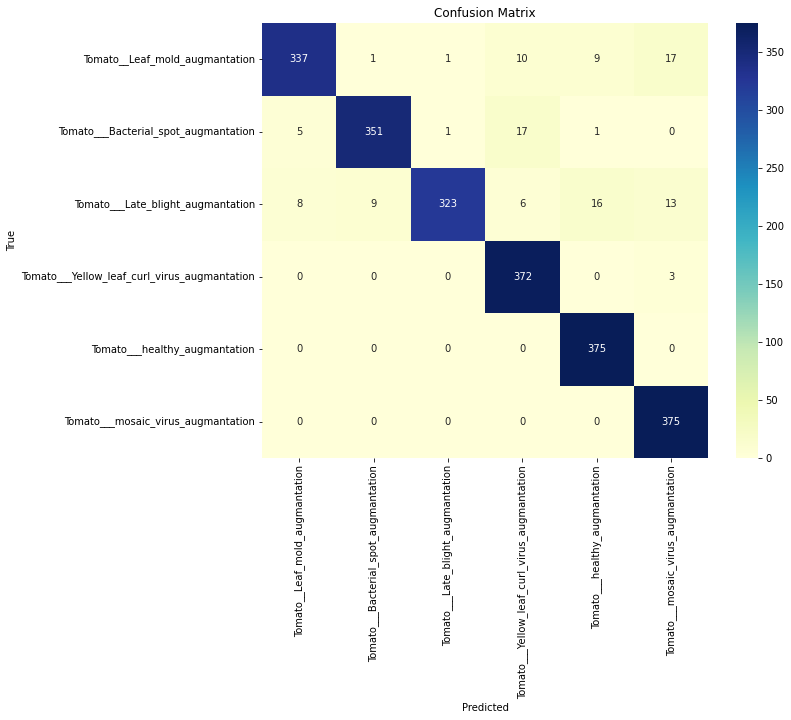 Confusion Matrix
Tomato__Leaf_mold_augmantation 337 1 1 10 9 17
Tomato___Bacterial_spot_augmantation 5 351 1 17 1 0
Tomato___Late_blight_augmantation 8 9 323 6 16 13
Tomato___Yellow_leaf_curl_virus_augmantation 0 0 0 372 0 3
Tomato___healthy_augmantation 0 0 0 0 375 0
Tomato___mosaic_virus_augmantation 0 0 0 0 0 375
True
350
300
250
200
150
100
50
0
Tomato__Leaf_mold_augmantation
Tomato___Bacterial_spot_augmantation
Tomato___Late_blight_augmantation
Tomato___Yellow_leaf_curl_virus_augmantation
Tomato___healthy_augmantation
Tomato___mosaic_virus_augmantation
Predicted